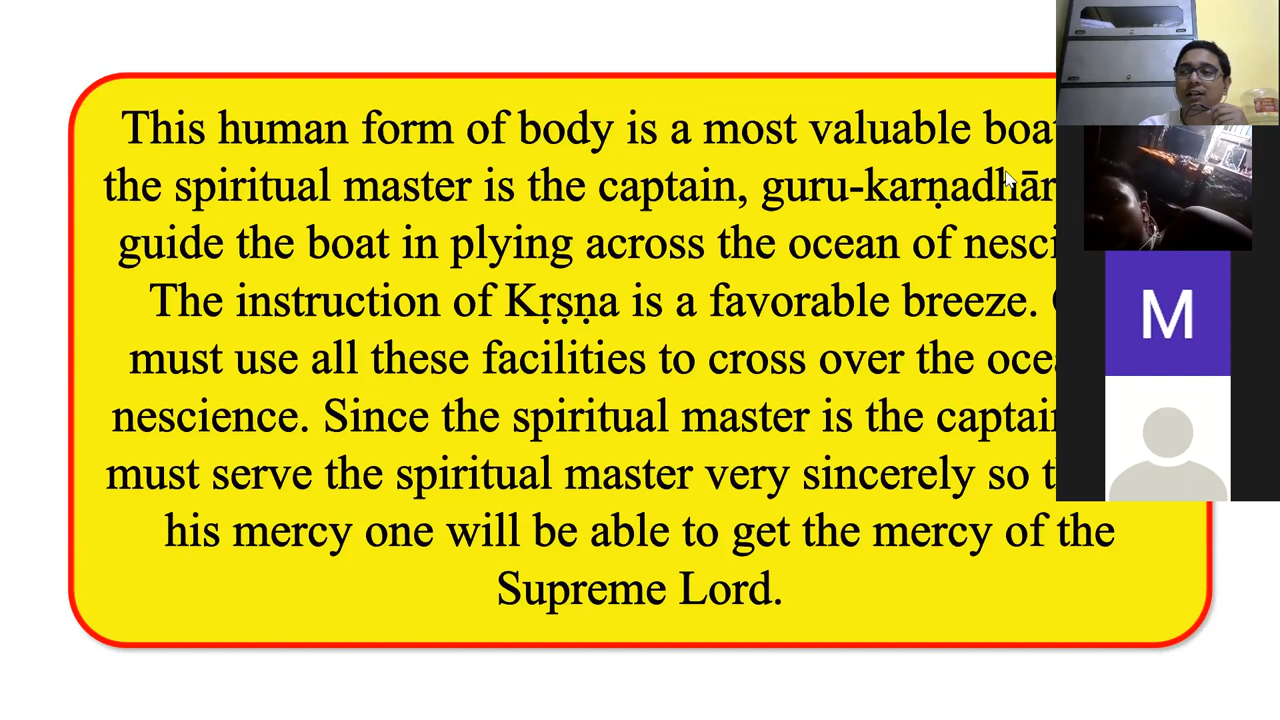 This human form of body is a most valuable boat
the spiritual master is the captain, guru-karṇadhār
guide the boat in plying across the ocean of nesci
The instruction of Kṛṣṇa is a favorable breeze.
must use all these facilities to cross over the ocea
nescience. Since the spiritual master is the captain
must serve the spiritual master very sincerely so t
his mercy one will be able to get the mercy of the
Supreme Lord.
M